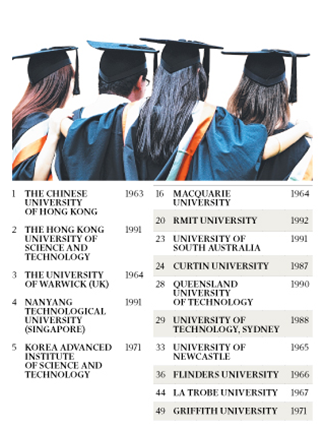 1 THE CHINESE 1963
UNIVERSITY
OF HONG KONG
2 THE HONG KONG 1991
UNIVERSITY OF
SCIENCE AND
TECHNOLOGY
3 THE UNIVERSITY 1964
OF WARWICK (UK)
4 NANYANG 1991
TECHNOLOGICAL
UNIVERSITY
(SINGAPORE)
5 KOREA ADVANCED 1971
INSTITUTE
OF SCIENCE AND
TECHNOLOGY
16 MACQUARIE 1964
UNIVERSITY
20 RMIT UNIVERSITY 1992
23 UNIVERSITY OF 1991
SOUTH AUSTRALIA
24 CURTIN UNIVERSITY 1987
28 QUEENSLAND 1990
UNIVERSITY
OF TECHNOLOGY
29 UNIVERSITY OF 1988
TECHNOLOGY, SYDNEY
33 UNIVERSITY OF 1965
NEWCASTLE
36 FLINDERS UNIVERSITY 1966
44 LA TROBE UNIVERSITY 1967
49 GRIFFITH UNIVERSITY 1971